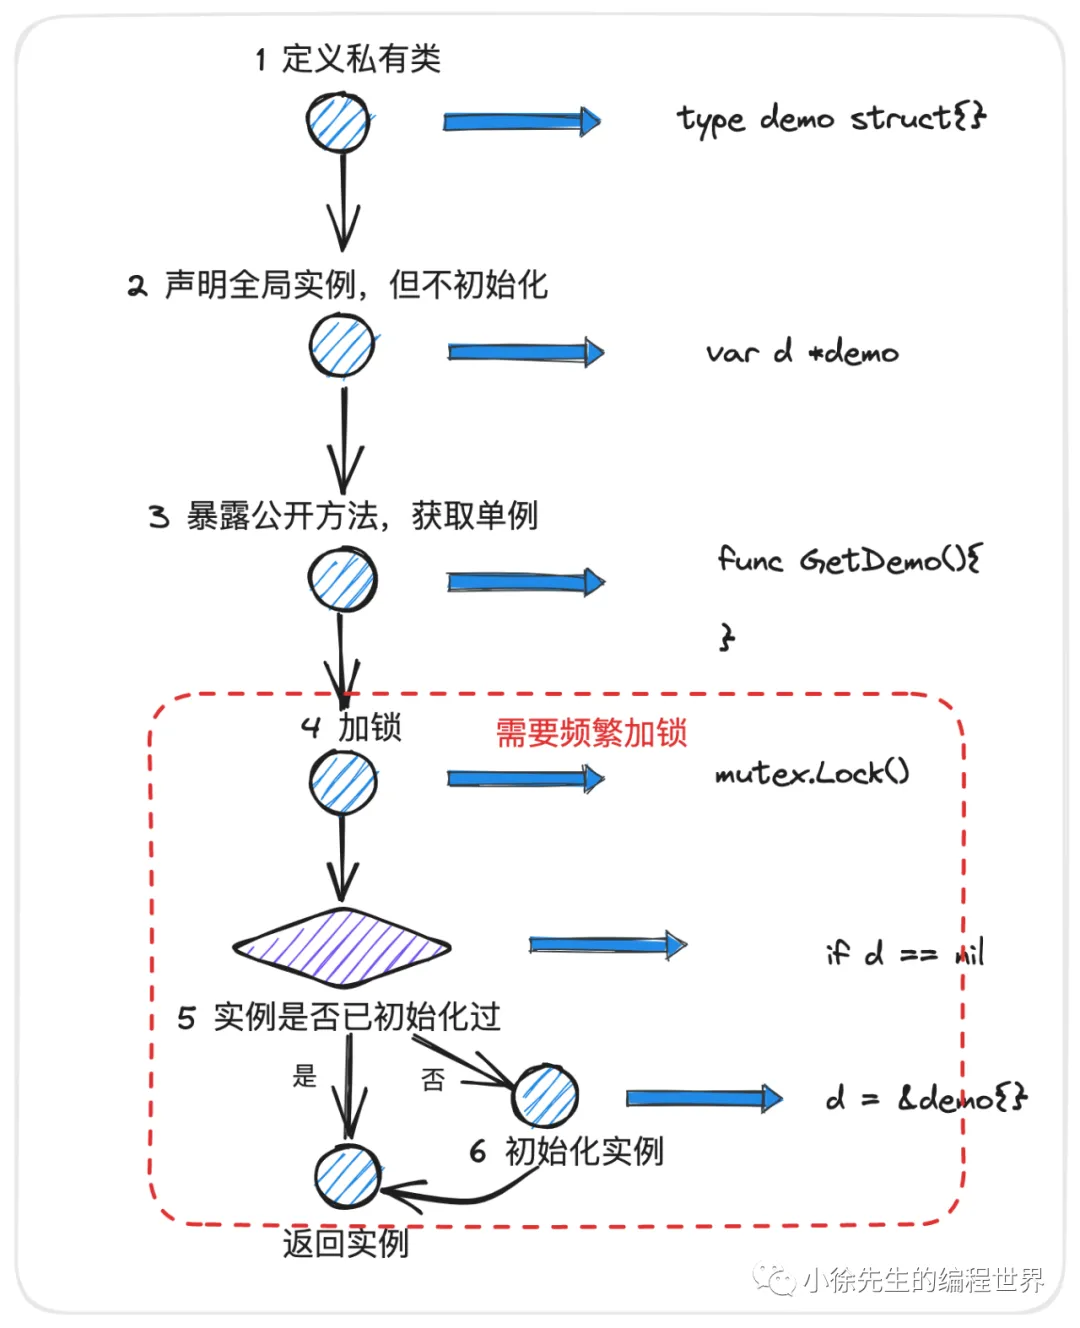 1 定义私有类
type demo struct{}
2 声明全局实例，但不初始化
var d *demo
3 暴露公开方法，获取单例
func GetDemo(){
}
4 加锁
需要频繁加锁
mutex.Lock()
if d == nil
5 实例是否已初始化过
是
否
d = &demo{}
6 初始化实例
返回实例
小徐先生的编程世界